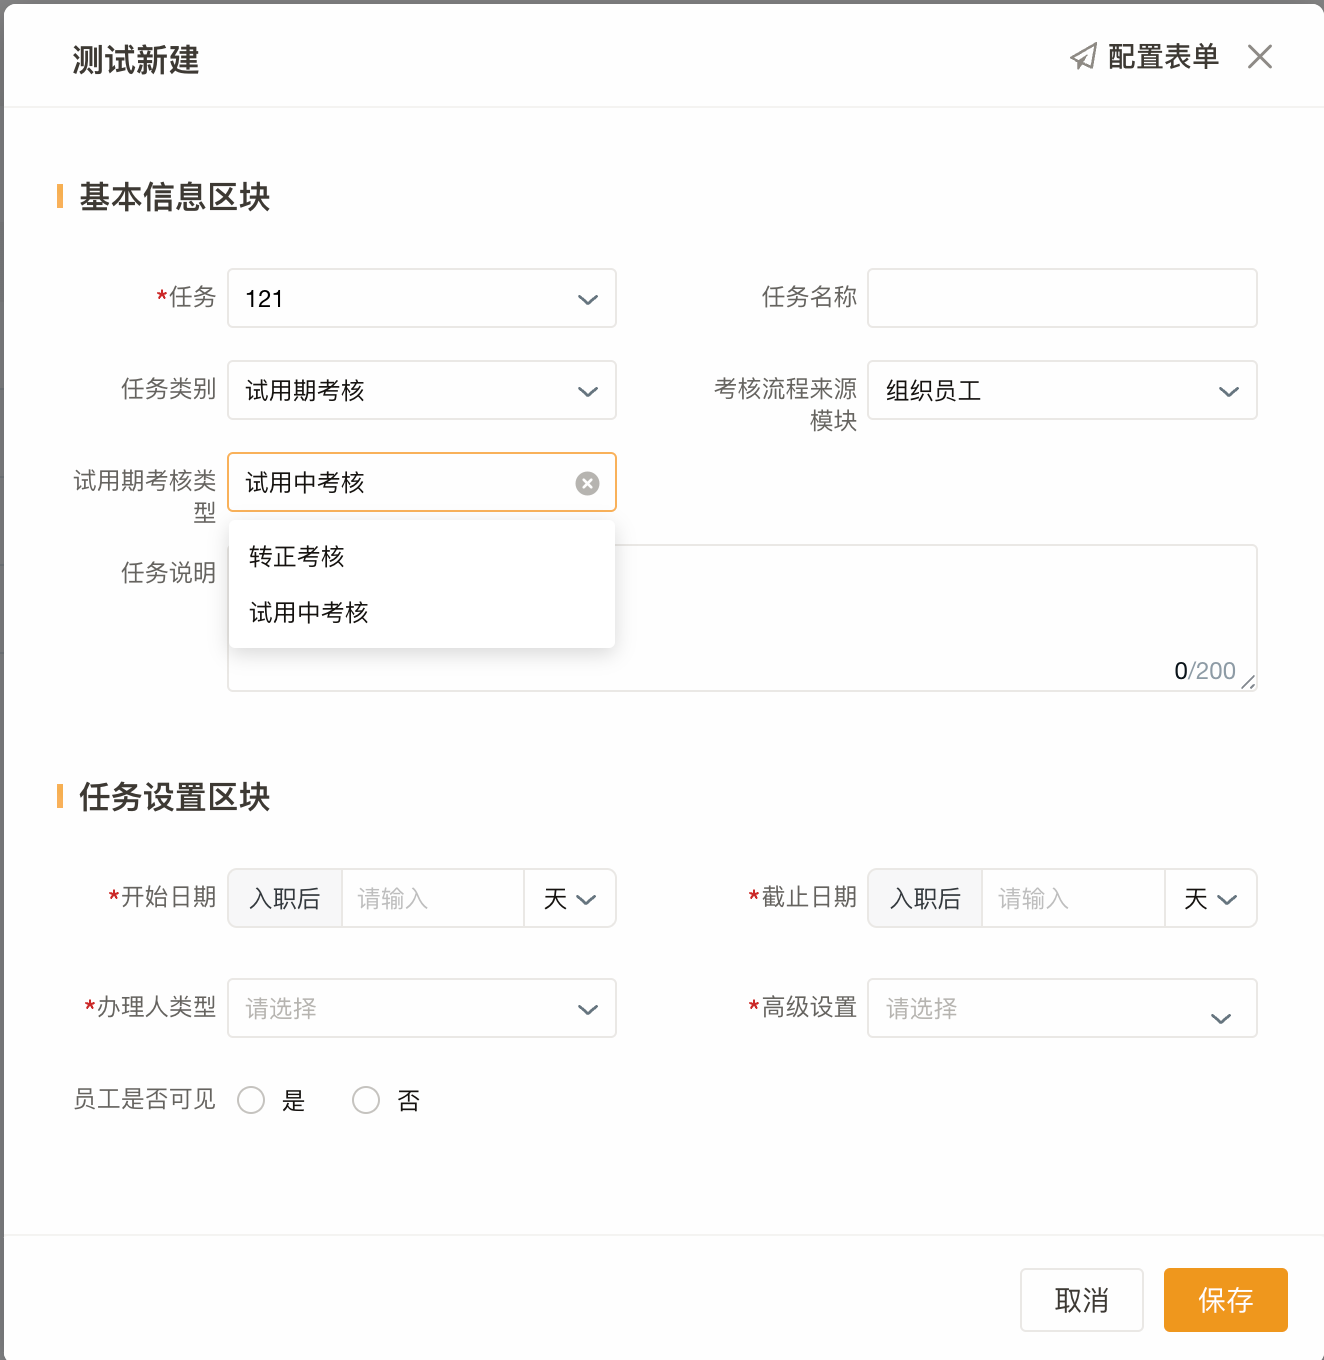 测试新建
配置表单
基本信息区块
*任务
121
任务名称
任务类别
试用期考核
考核流程来源
模块
组织员工
试用期考核类
型
试用中考核
转正考核
试用中考核
任务说明
0/200
任务设置区块
*开始日期
入职后
请输入
天
*截止日期
入职后
请输入
天
*办理人类型
请选择
*高级设置
请选择
员工是否可见
是
否
取消
保存